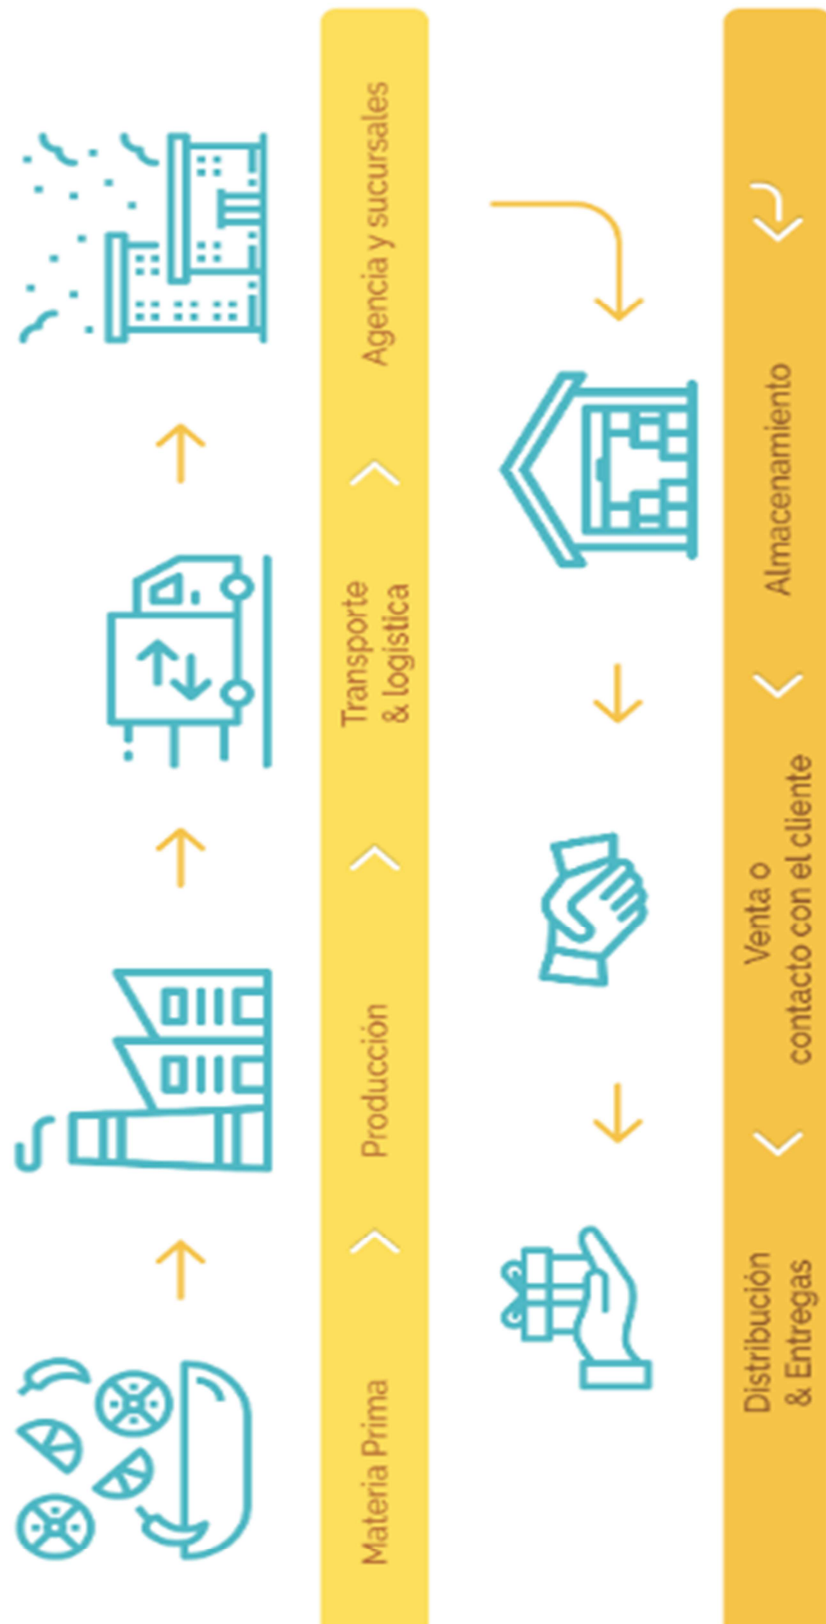 Materia Prima
Producción
Transporte
& logística
Agencia y sucursales
Almacenamiento
Venta o
contacto con el cliente
Distribución
& Entregas